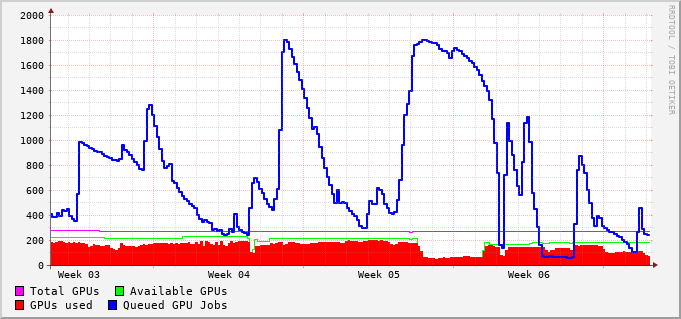 2000
1800
1600
1400
1200
1000
800
600
400
200
0
Week 03 Week 04 Week 05 Week 06
Total GPUs Available GPUs
GPUs used Queued GPU Jobs
RRDTOOL / TOBI OETIKER